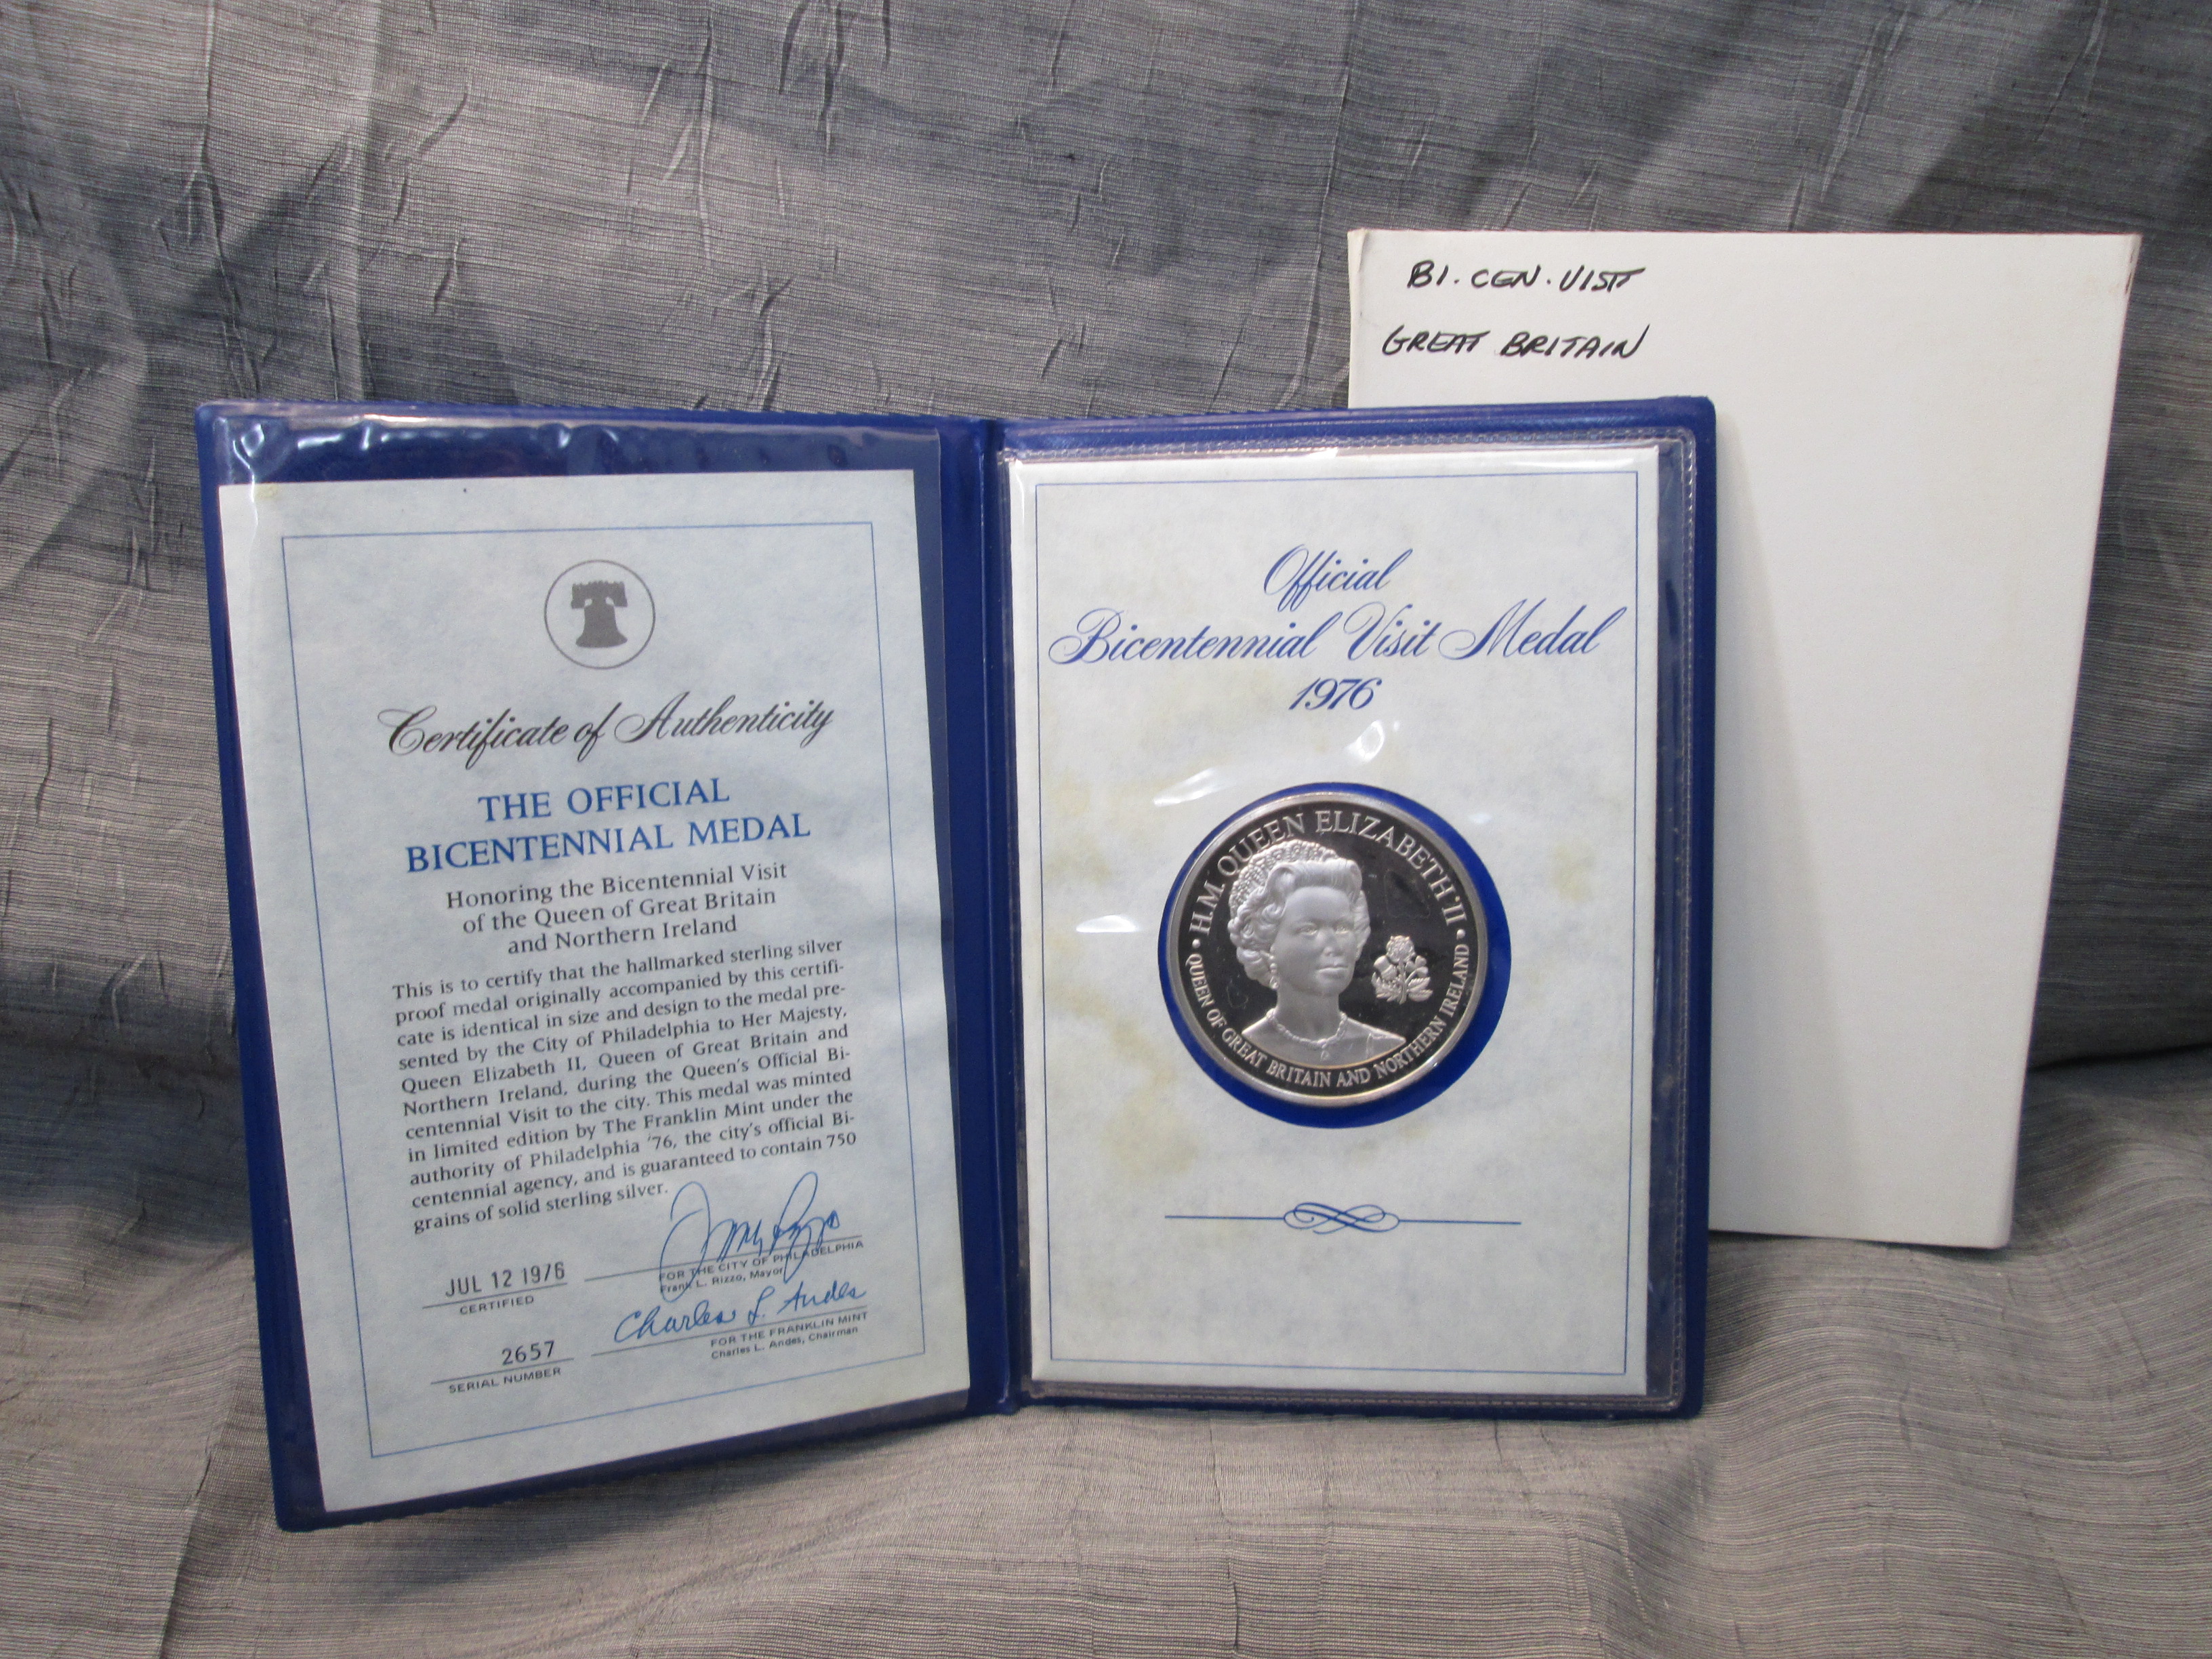 BI. CEN. VISIT
GREAT BRITAIN
Certificate of Authenticity
THE OFFICIAL
BICENTENNIAL MEDAL
Honoring the Bicentennial Visit
of the Queen of Great Britain
and Northern Ireland
This is to certify that the hallmarked sterling silver
proof medal originally accompanied by this certifi-
cate is identical in size and design to the medal pre-
sented by the City of Philadelphia to Her Majesty,
Queen Elizabeth II, Queen of Great Britain and
Northern Ireland, during the Queen's Official Bi-
centennial Visit to the city. This medal was minted
in limited edition by The Franklin Mint under the
authority of Philadelphia '76, the city's official Bi-
centennial agency, and is guaranteed to contain 750
grains of solid sterling silver.
JUL 12 1976
CERTIFIED
FOR THE CITY OF PHILADELPHIA
Frank L. Rizzo, Mayor
Charles L. Andes
FOR THE FRANKLIN MINT
Charles L. Andes, Chairman
2657
SERIAL NUMBER
Official
Bicentennial Visit Medal
1976
• H.M. QUEEN ELIZABETH II •
QUEEN OF GREAT BRITAIN AND NORTHERN IRELAND